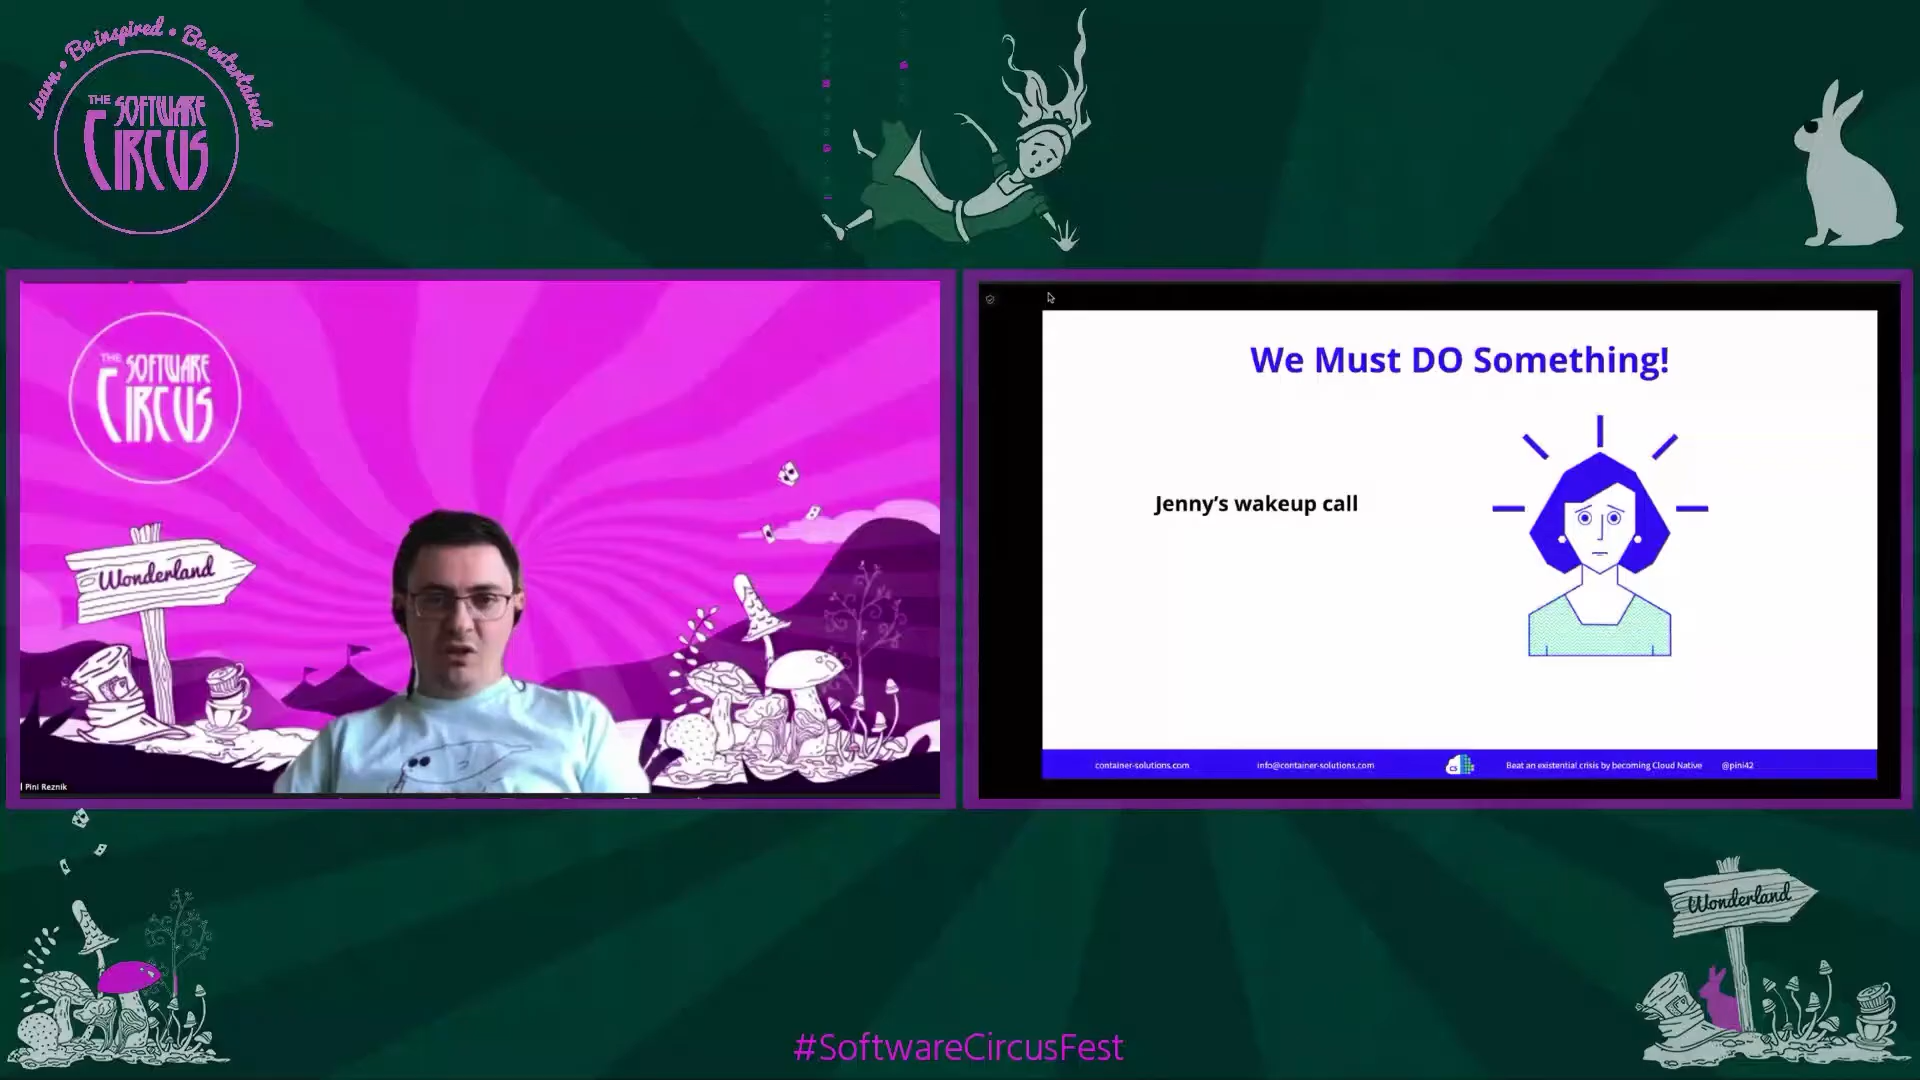 Learn • Be inspired • Be entertained
THE SOFTWARE
CIRCUS
THE SOFTWARE
CIRCUS
Wonderland
Pini Reznik
We Must DO Something!
Jenny's wakeup call
container-solutions.com
info@container-solutions.com
CS
Beat an existential crisis by becoming Cloud Native
@pini42
Wonderland
#SoftwareCircusFest